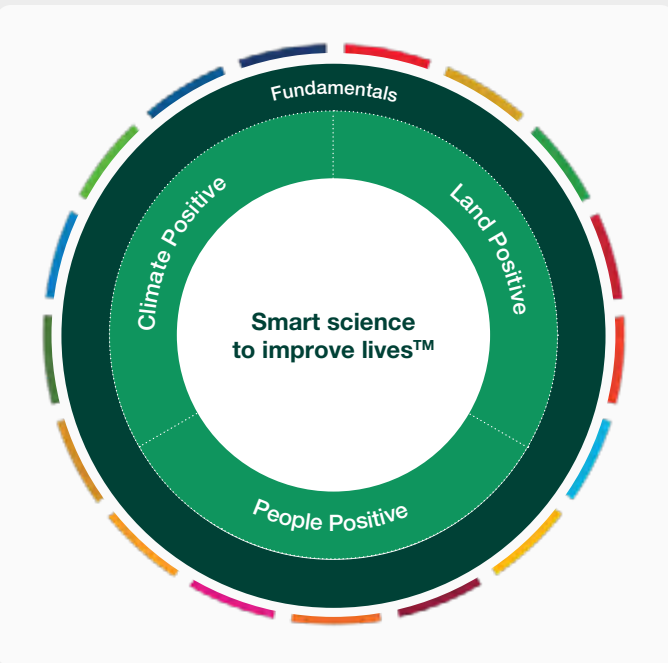 Fundamentals
Climate Positive
Land Positive
Smart science
to improve lives™
People Positive